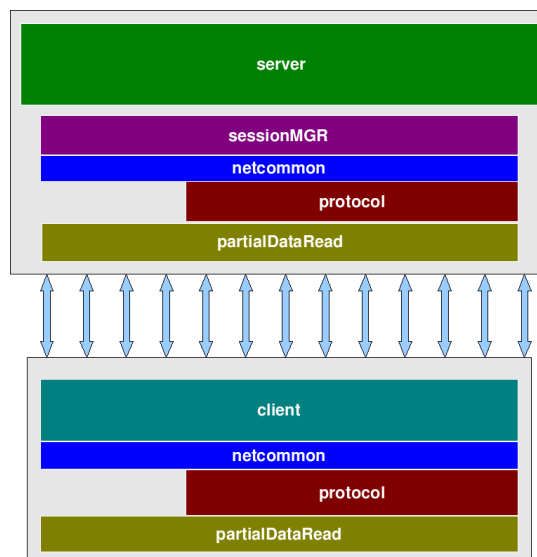 server
sessionMGR
netcommon
protocol
partialDataRead
client
netcommon
protocol
partialDataRead